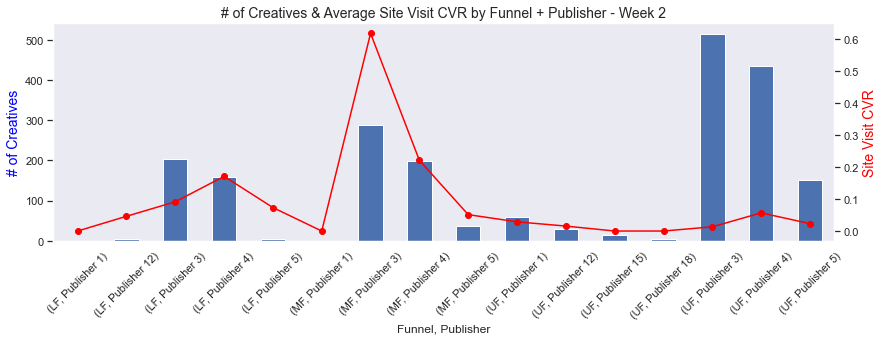 # of Creatives & Average Site Visit CVR by Funnel + Publisher - Week 2
# of Creatives
500
400
300
200
100
0
Site Visit CVR
0.6
0.5
0.4
0.3
0.2
0.1
0.0
(LF, Publisher 1)
(LF, Publisher 12)
(LF, Publisher 3)
(LF, Publisher 4)
(LF, Publisher 5)
(MF, Publisher 1)
(MF, Publisher 3)
(MF, Publisher 4)
(MF, Publisher 5)
(UF, Publisher 1)
(UF, Publisher 12)
(UF, Publisher 15)
(UF, Publisher 18)
(UF, Publisher 3)
(UF, Publisher 4)
(UF, Publisher 5)
Funnel, Publisher